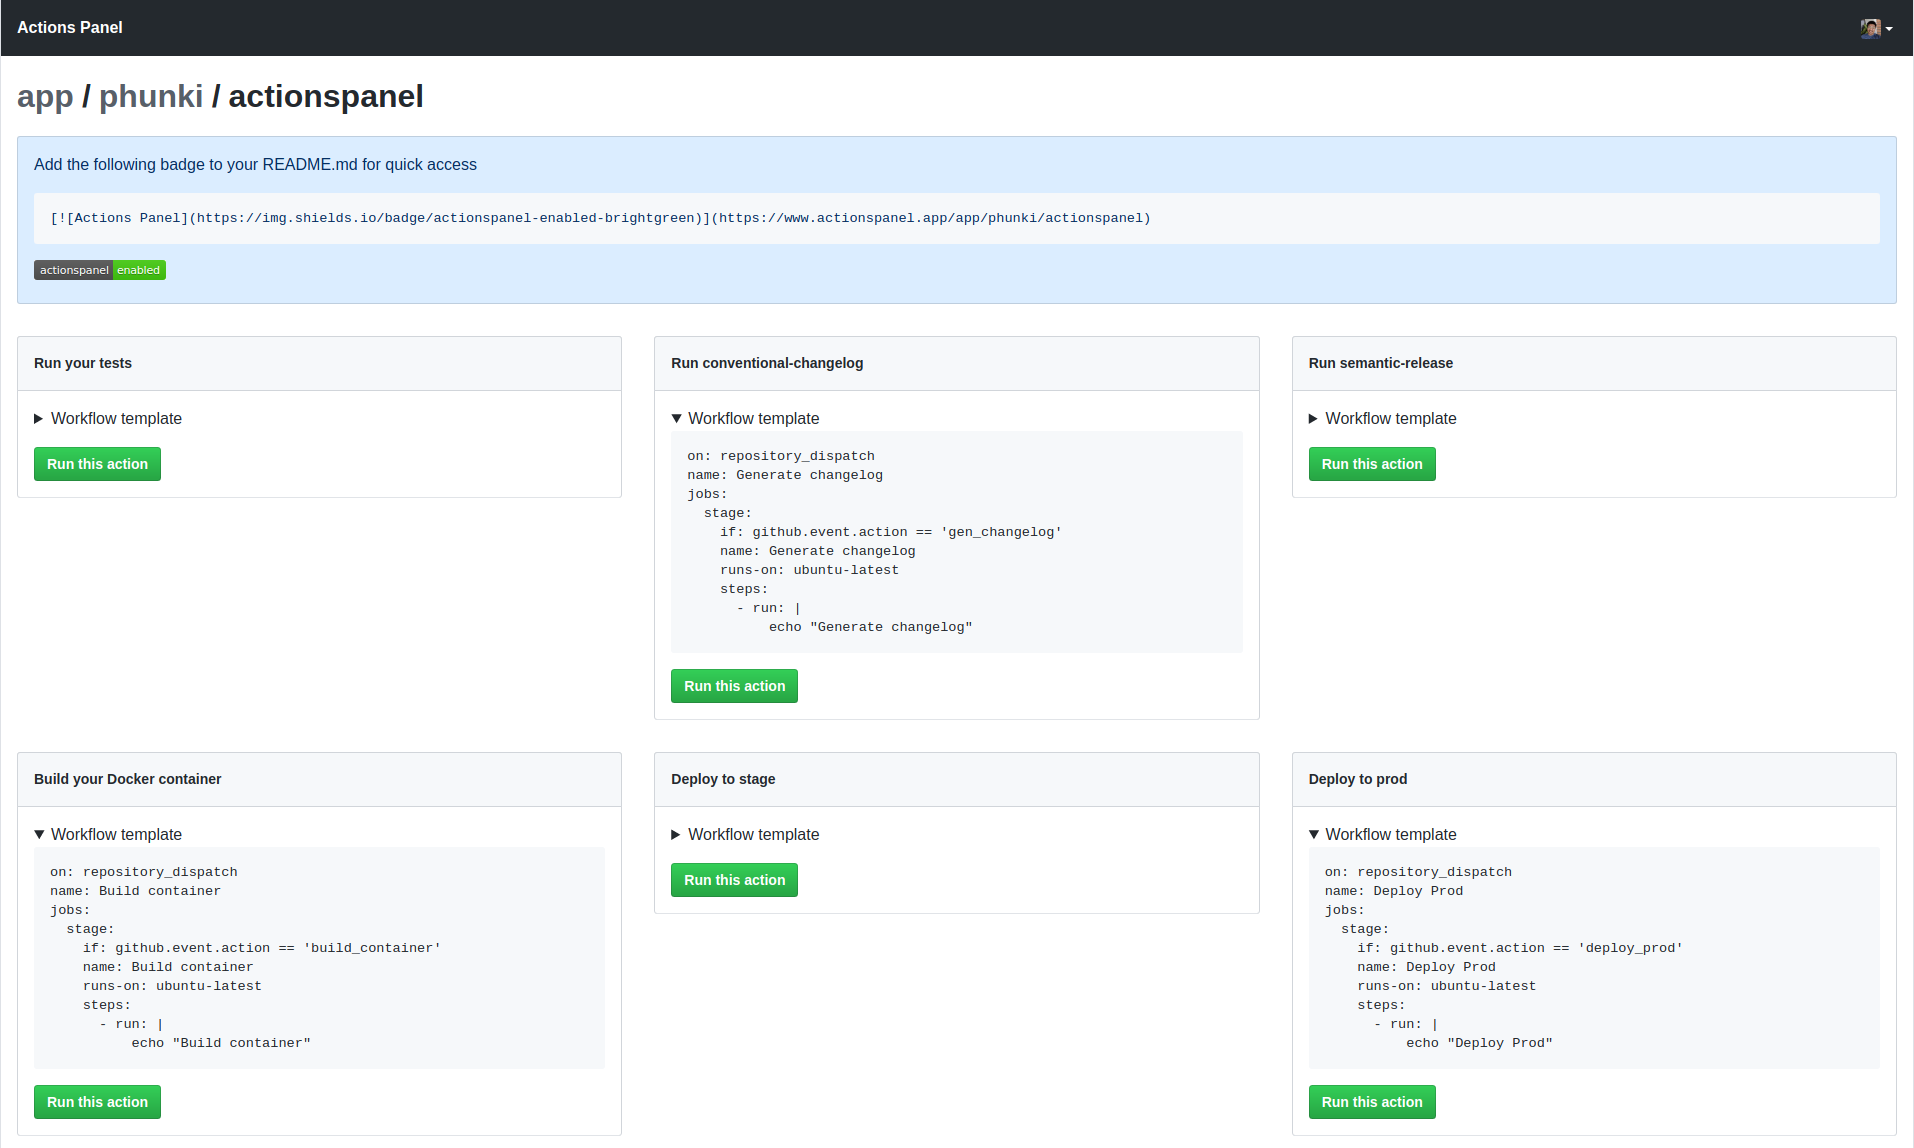 Actions Panel
app / phunki / actionspanel
Add the following badge to your README.md for quick access
[![Actions Panel](https://img.shields.io/badge/actionspanel-enabled-brightgreen)](https://www.actionspanel.app/app/phunki/actionspanel)
actionspanel enabled
Run your tests
Workflow template
Run this action
Run conventional-changelog
Workflow template
on: repository_dispatch
name: Generate changelog
jobs:
  stage:
    if: github.event.action == 'gen_changelog'
    name: Generate changelog
    runs-on: ubuntu-latest
    steps:
      - run: |
          echo "Generate changelog"
Run this action
Run semantic-release
Workflow template
Run this action
Build your Docker container
Workflow template
on: repository_dispatch
name: Build container
jobs:
  stage:
    if: github.event.action == 'build_container'
    name: Build container
    runs-on: ubuntu-latest
    steps:
      - run: |
          echo "Build container"
Run this action
Deploy to stage
Workflow template
Run this action
Deploy to prod
Workflow template
on: repository_dispatch
name: Deploy Prod
jobs:
  stage:
    if: github.event.action == 'deploy_prod'
    name: Deploy Prod
    runs-on: ubuntu-latest
    steps:
      - run: |
          echo "Deploy Prod"
Run this action